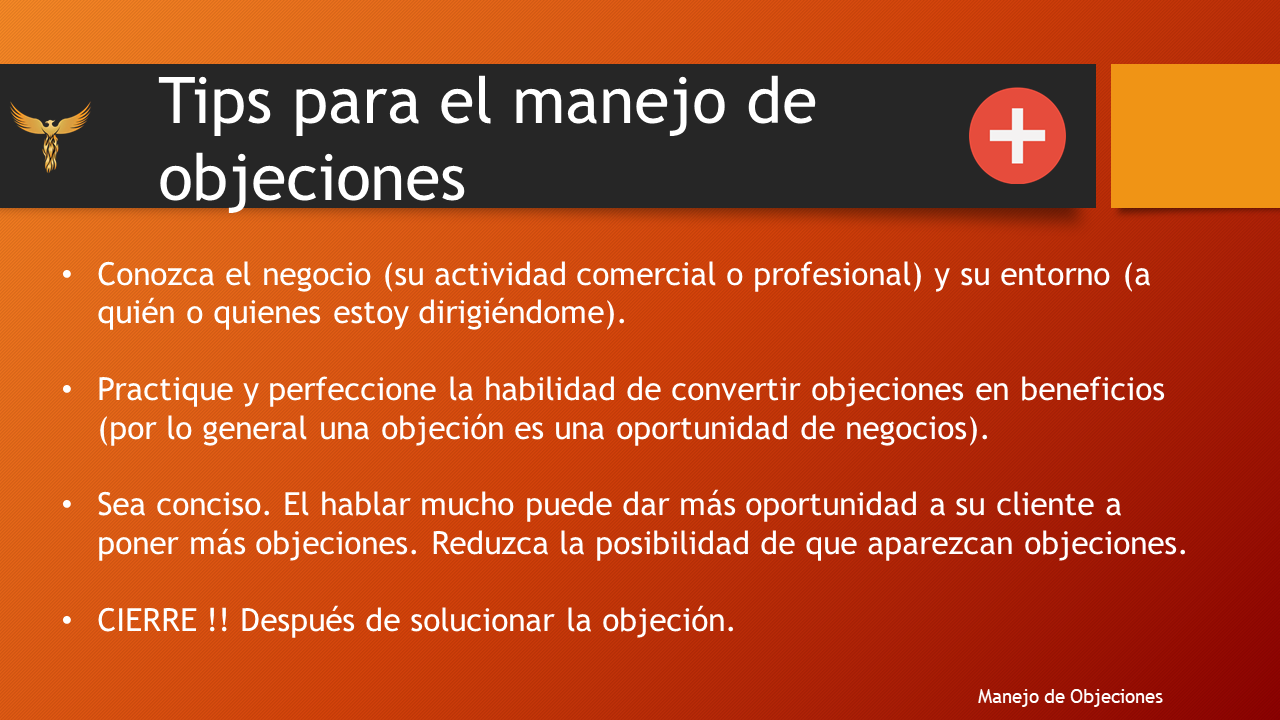 Tips para el manejo de
objeciones
• Conozca el negocio (su actividad comercial o profesional) y su entorno (a
quién o quienes estoy dirigiéndome).
• Practique y perfeccione la habilidad de convertir objeciones en beneficios
(por lo general una objeción es una oportunidad de negocios).
• Sea conciso. El hablar mucho puede dar más oportunidad a su cliente a
poner más objeciones. Reduzca la posibilidad de que aparezcan objeciones.
• CIERRE !! Después de solucionar la objeción.
Manejo de Objeciones